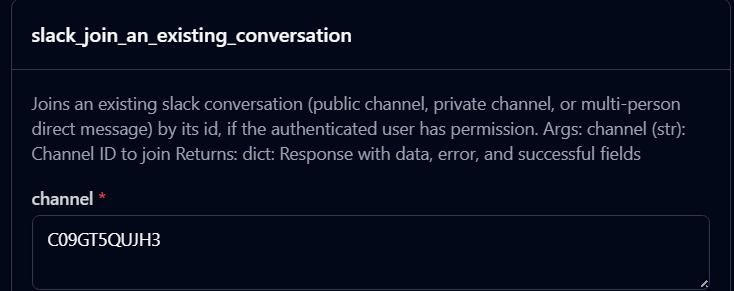 slack_join_an_existing_conversation
Joins an existing slack conversation (public channel, private channel, or multi-person
direct message) by its id, if the authenticated user has permission. Args: channel (str):
Channel ID to join Returns: dict: Response with data, error, and successful fields
channel *
C09GT5QUJH3